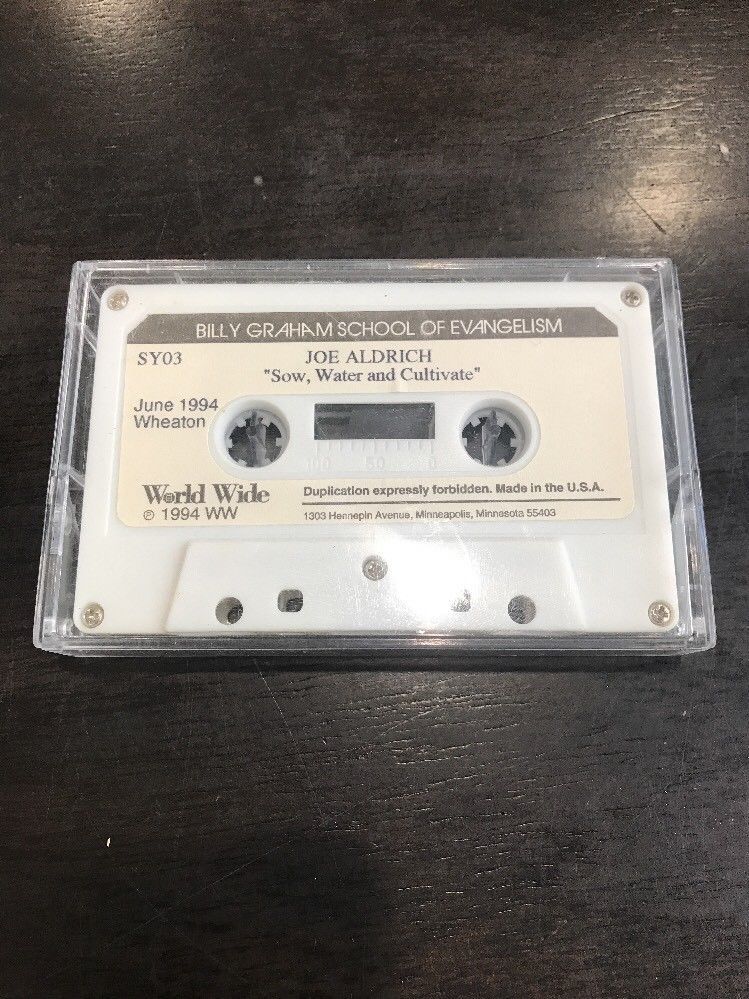 BILLY GRAHAM SCHOOL OF EVANGELISM
SY03 JOE ALDRICH
"Sow, Water and Cultivate"
June 1994
Wheaton
100 50 0
World Wide
℗ 1994 WW
Duplication expressly forbidden. Made in the U.S.A.
1303 Hennepin Avenue, Minneapolis, Minnesota 55403